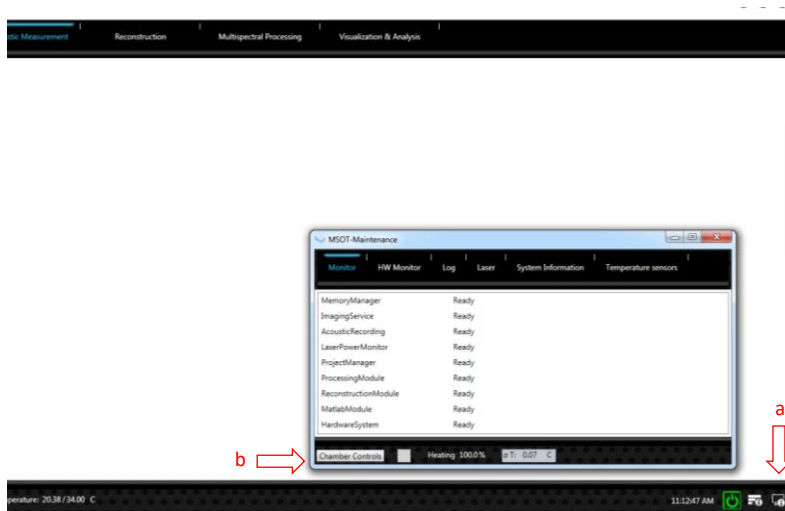 stic Measurement Reconstruction Multispectral Processing Visualization & Analysis
MSOT-Maintenance
Monitor HW Monitor Log Laser System Information Temperature sensors
MemoryManager Ready
ImagingService Ready
AcousticRecording Ready
LaserPowerMonitor Ready
ProjectManager Ready
ProcessingModule Ready
ReconstructionModule Ready
MatlabModule Ready
HardwareSystem Ready
a
b
Chamber Controls Heating 100.0 % σ T: 0.07 C
perature: 20.38 / 34.00 C 11:12:47 AM